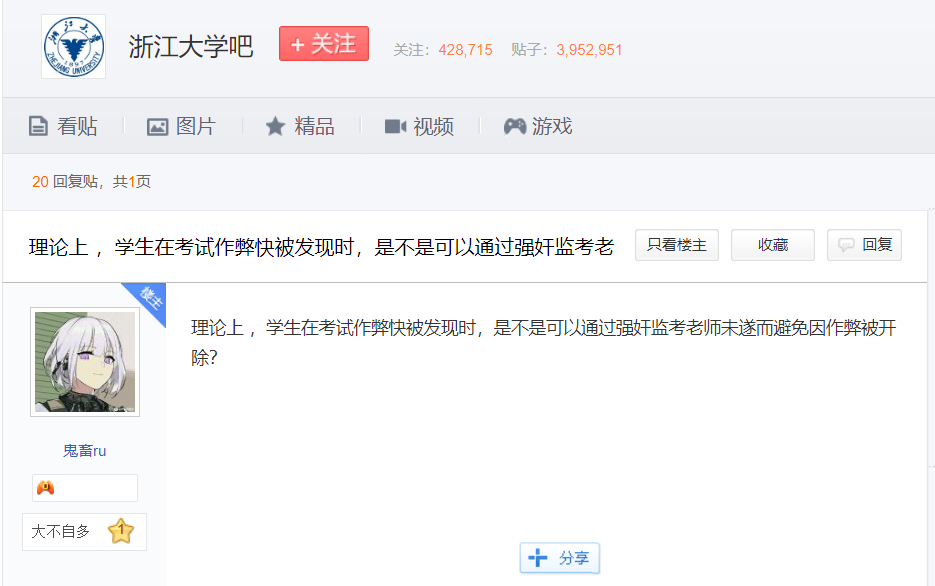 浙江大学吧
+ 关注
关注：428,715 贴子：3,952,951
看贴 图片 精品 视频 游戏
20 回复贴，共1页
理论上 ，学生在考试作弊快被发现时，是不是可以通过强奸监考老
只看楼主 收藏 回复
楼主
理论上 ，学生在考试作弊快被发现时，是不是可以通过强奸监考老师未遂而避免因作弊被开
除?
鬼畜ru
大不自多 1
分享